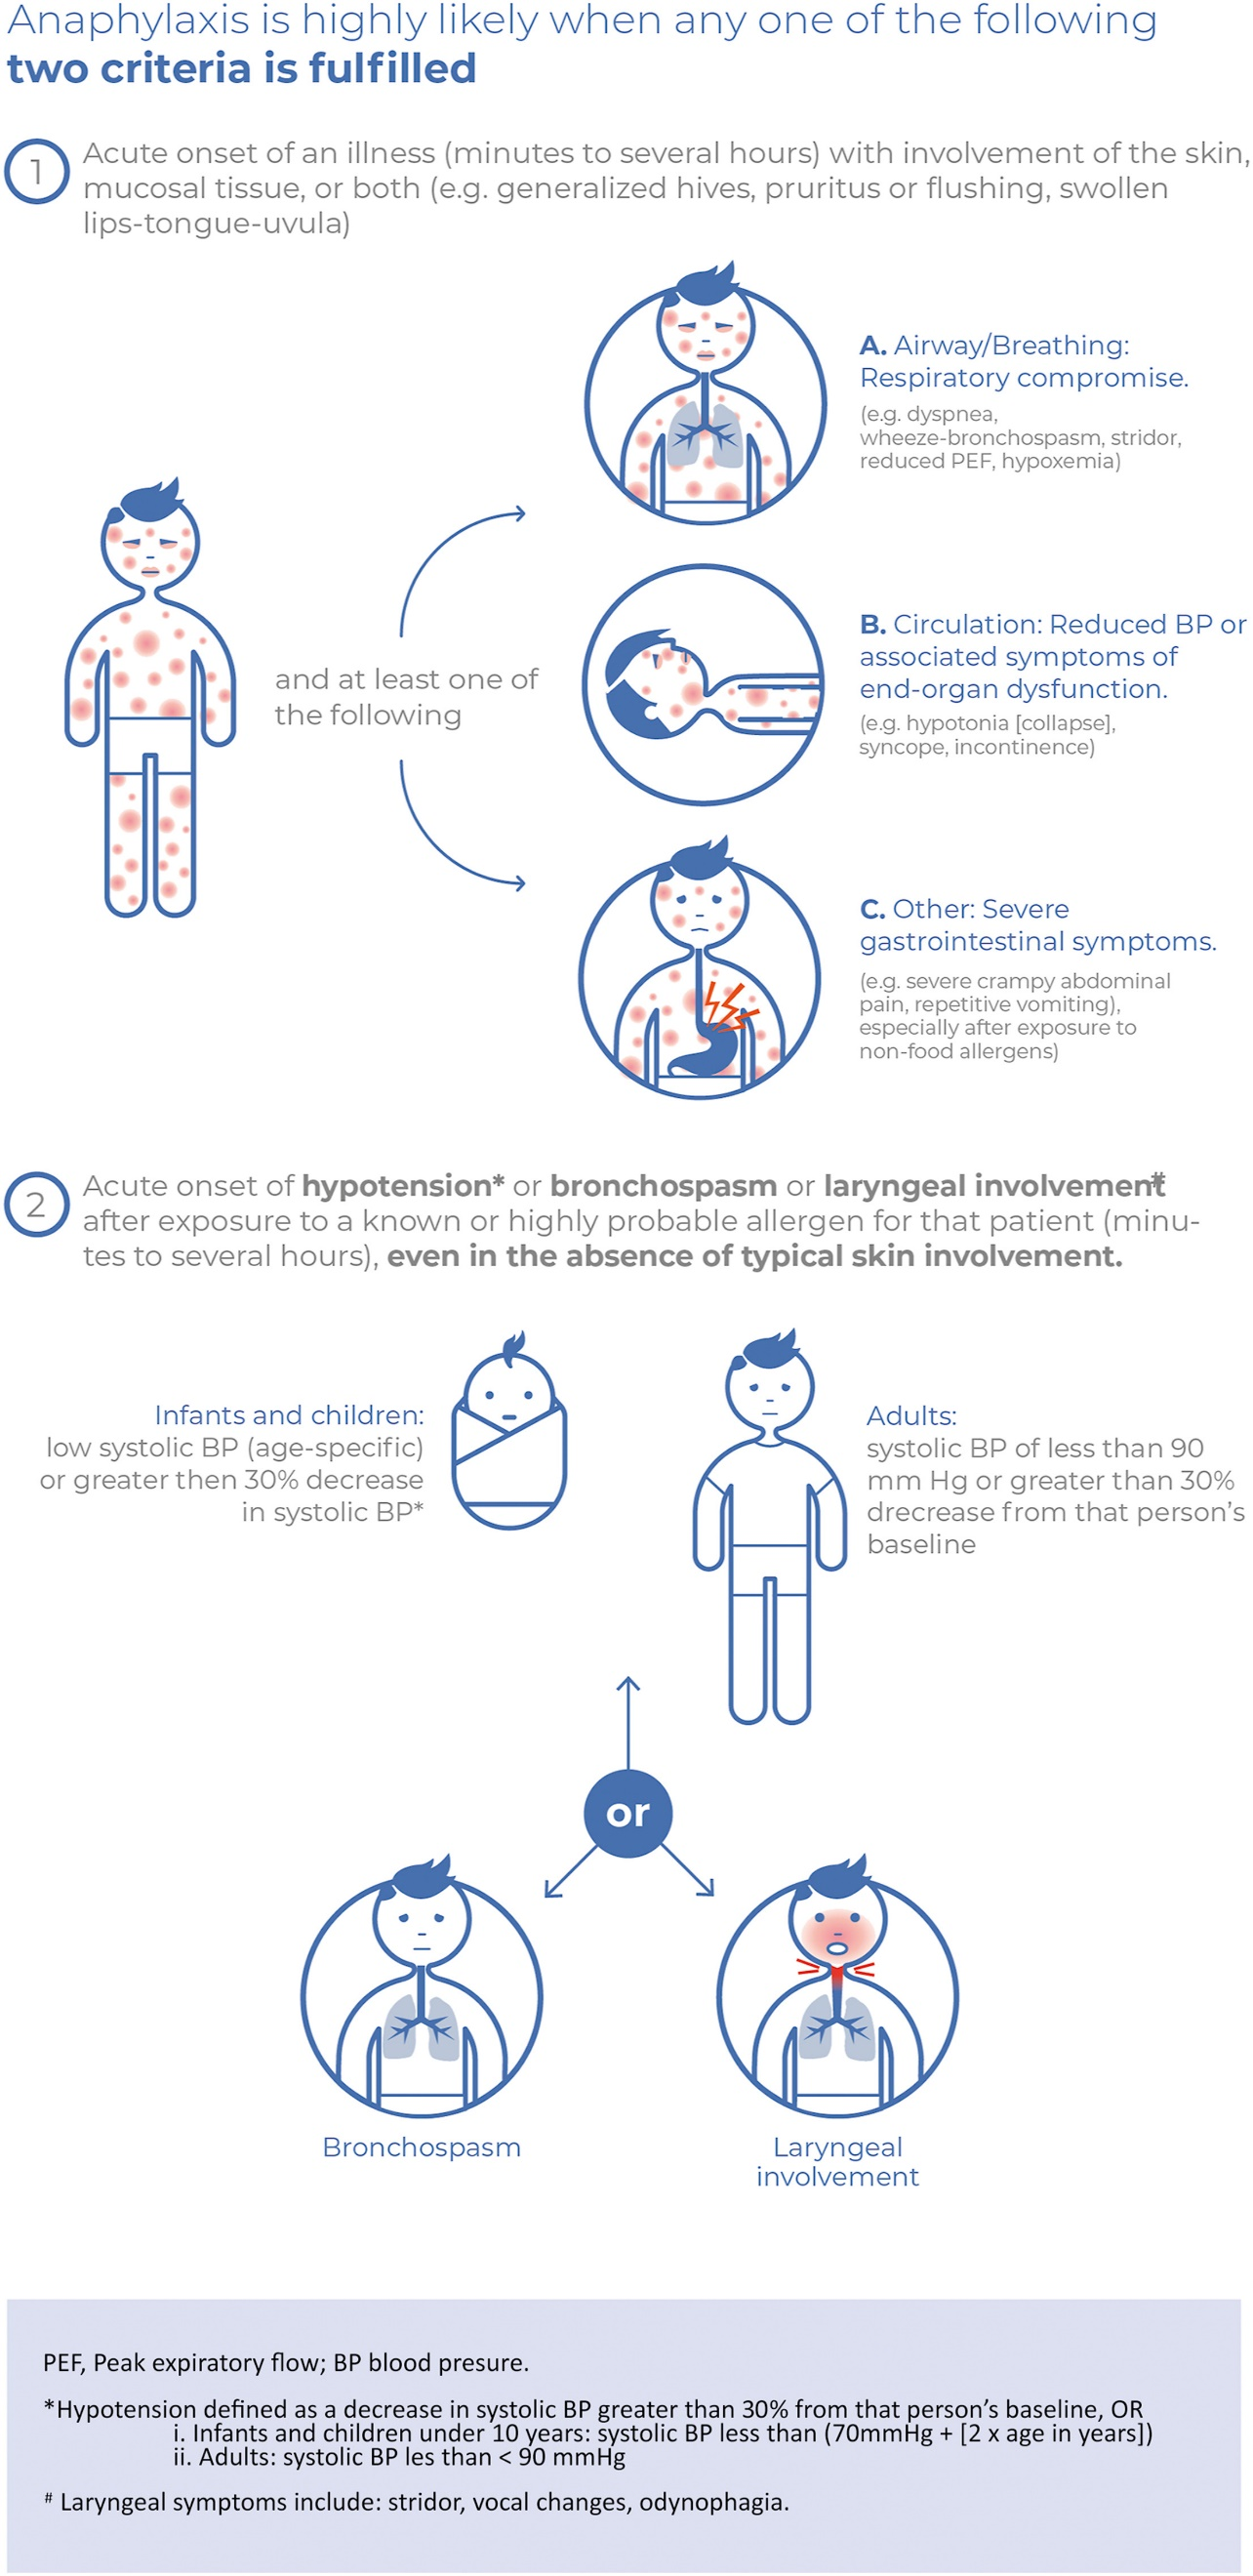 Anaphylaxis is highly likely when any one of the following
two criteria is fulfilled
1
Acute onset of an illness (minutes to several hours) with involvement of the skin,
mucosal tissue, or both (e.g. generalized hives, pruritus or flushing, swollen
lips-tongue-uvula)
A. Airway/Breathing:
Respiratory compromise.
(e.g. dyspnea,
wheeze-bronchospasm, stridor,
reduced PEF, hypoxemia)
and at least one of
the following
B. Circulation: Reduced BP or
associated symptoms of
end-organ dysfunction.
(e.g. hypotonia [collapse],
syncope, incontinence)
C. Other: Severe
gastrointestinal symptoms.
(e.g. severe crampy abdominal
pain, repetitive vomiting),
especially after exposure to
non-food allergens)
2
Acute onset of hypotension* or bronchospasm or laryngeal involvement#
after exposure to a known or highly probable allergen for that patient (minu-
tes to several hours), even in the absence of typical skin involvement.
Infants and children:
low systolic BP (age-specific)
or greater then 30% decrease
in systolic BP*
Adults:
systolic BP of less than 90
mm Hg or greater than 30%
drecrease from that person's
baseline
or
Bronchospasm
Laryngeal
involvement
PEF, Peak expiratory flow; BP blood presure.
*Hypotension defined as a decrease in systolic BP greater than 30% from that person's baseline, OR
i. Infants and children under 10 years: systolic BP less than (70mmHg + [2 x age in years])
ii. Adults: systolic BP les than < 90 mmHg
# Laryngeal symptoms include: stridor, vocal changes, odynophagia.